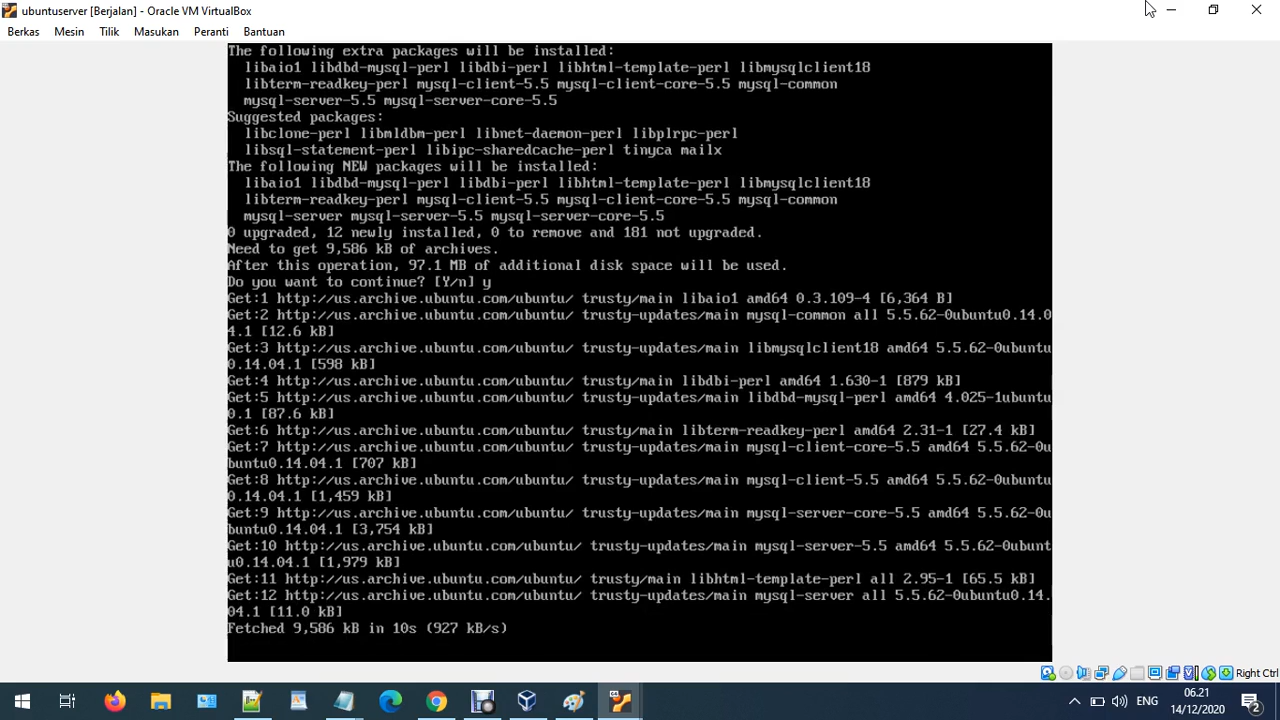 ubuntuserver [Berjalan] - Oracle VM VirtualBox
Berkas Mesin Tilik Masukan Peranti Bantuan
The following extra packages will be installed:
libaio1 libdbd-mysql-perl libdbi-perl libhtml-template-perl libmysqlclient18
libterm-readkey-perl mysql-client-5.5 mysql-client-core-5.5 mysql-common
mysql-server-5.5 mysql-server-core-5.5
Suggested packages:
libclone-perl libmldbm-perl libnet-daemon-perl libplrpc-perl
libsql-statement-perl libipc-sharedcache-perl tinyca mailx
The following NEW packages will be installed:
libaio1 libdbd-mysql-perl libdbi-perl libhtml-template-perl libmysqlclient18
libterm-readkey-perl mysql-client-5.5 mysql-client-core-5.5 mysql-common
mysql-server mysql-server-5.5 mysql-server-core-5.5
0 upgraded, 12 newly installed, 0 to remove and 181 not upgraded.
Need to get 9,586 kB of archives.
After this operation, 97.1 MB of additional disk space will be used.
Do you want to continue? [Y/n] y
Get:1 http://us.archive.ubuntu.com/ubuntu/ trusty/main libaio1 amd64 0.3.109-4 [6,364 B]
Get:2 http://us.archive.ubuntu.com/ubuntu/ trusty-updates/main mysql-common all 5.5.62-0ubuntu0.14.0
4.1 [12.6 kB]
Get:3 http://us.archive.ubuntu.com/ubuntu/ trusty-updates/main libmysqlclient18 amd64 5.5.62-0ubuntu
0.14.04.1 [598 kB]
Get:4 http://us.archive.ubuntu.com/ubuntu/ trusty/main libdbi-perl amd64 1.630-1 [879 kB]
Get:5 http://us.archive.ubuntu.com/ubuntu/ trusty-updates/main libdbd-mysql-perl amd64 4.025-1ubuntu
0.1 [87.6 kB]
Get:6 http://us.archive.ubuntu.com/ubuntu/ trusty/main libterm-readkey-perl amd64 2.31-1 [27.4 kB]
Get:7 http://us.archive.ubuntu.com/ubuntu/ trusty-updates/main mysql-client-core-5.5 amd64 5.5.62-0u
buntu0.14.04.1 [707 kB]
Get:8 http://us.archive.ubuntu.com/ubuntu/ trusty-updates/main mysql-client-5.5 amd64 5.5.62-0ubuntu
0.14.04.1 [1,459 kB]
Get:9 http://us.archive.ubuntu.com/ubuntu/ trusty-updates/main mysql-server-core-5.5 amd64 5.5.62-0u
buntu0.14.04.1 [3,754 kB]
Get:10 http://us.archive.ubuntu.com/ubuntu/ trusty-updates/main mysql-server-5.5 amd64 5.5.62-0ubunt
u0.14.04.1 [1,979 kB]
Get:11 http://us.archive.ubuntu.com/ubuntu/ trusty/main libhtml-template-perl all 2.95-1 [65.5 kB]
Get:12 http://us.archive.ubuntu.com/ubuntu/ trusty-updates/main mysql-server all 5.5.62-0ubuntu0.14.
04.1 [11.0 kB]
Fetched 9,586 kB in 10s (927 kB/s)
Right Ctrl
ENG
06.21
14/12/2020
2